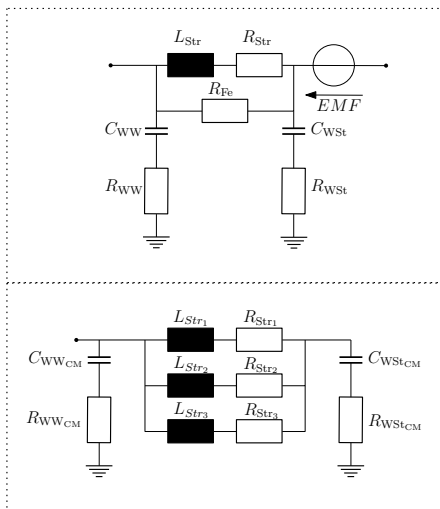 L_Str R_Str
R_Fe EMF
C_WW C_WSt
R_WW R_WSt
L_Str₁ R_Str₁
C_WW_CM L_Str₂ R_Str₂ C_WSt_CM
R_WW_CM L_Str₃ R_Str₃ R_WSt_CM